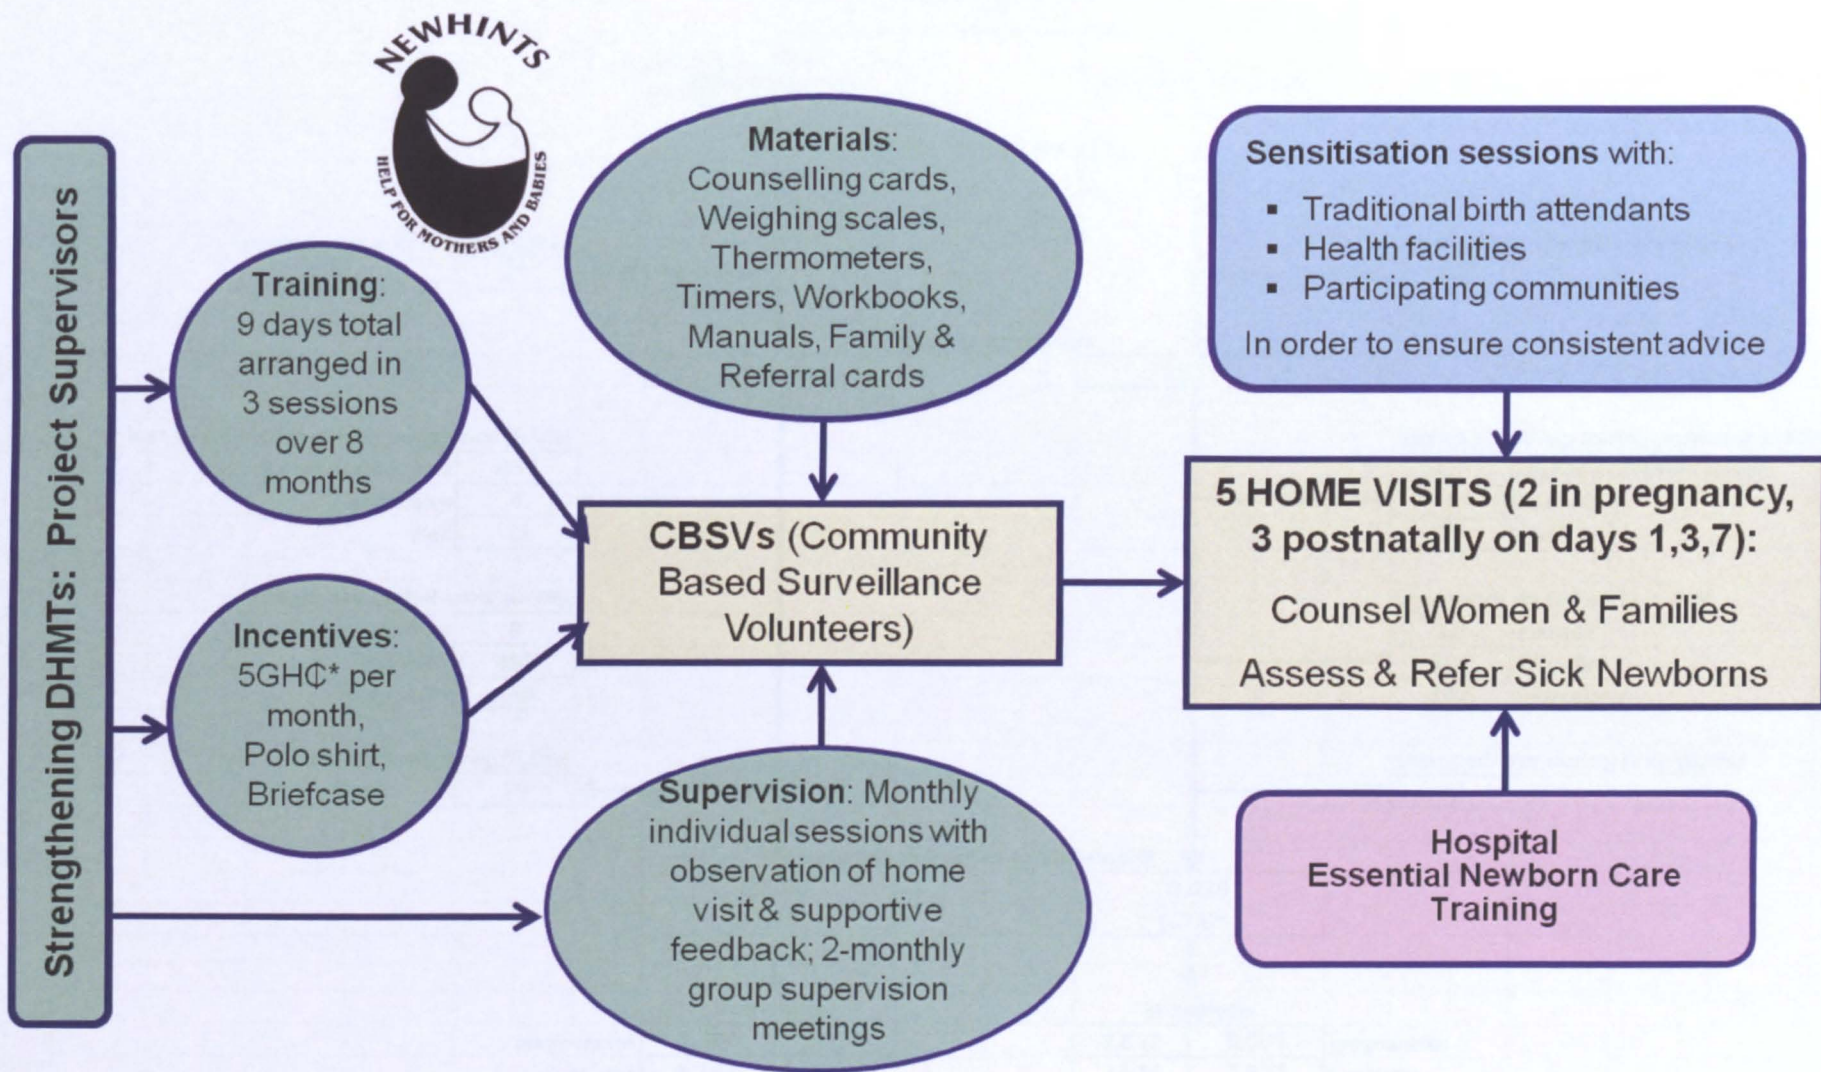 NEWHINTS
HELP FOR MOTHERS AND BABIES
Strengthening DHMTs: Project Supervisors
Training:
9 days total
arranged in
3 sessions
over 8
months
Incentives:
5GH₵* per
month,
Polo shirt,
Briefcase
Materials:
Counselling cards,
Weighing scales,
Thermometers,
Timers, Workbooks,
Manuals, Family &
Referral cards
CBSVs (Community
Based Surveillance
Volunteers)
Supervision: Monthly
individual sessions with
observation of home
visit & supportive
feedback; 2-monthly
group supervision
meetings
Sensitisation sessions with:
▪ Traditional birth attendants
▪ Health facilities
▪ Participating communities
In order to ensure consistent advice
5 HOME VISITS (2 in pregnancy,
3 postnatally on days 1,3,7):
Counsel Women & Families
Assess & Refer Sick Newborns
Hospital
Essential Newborn Care
Training